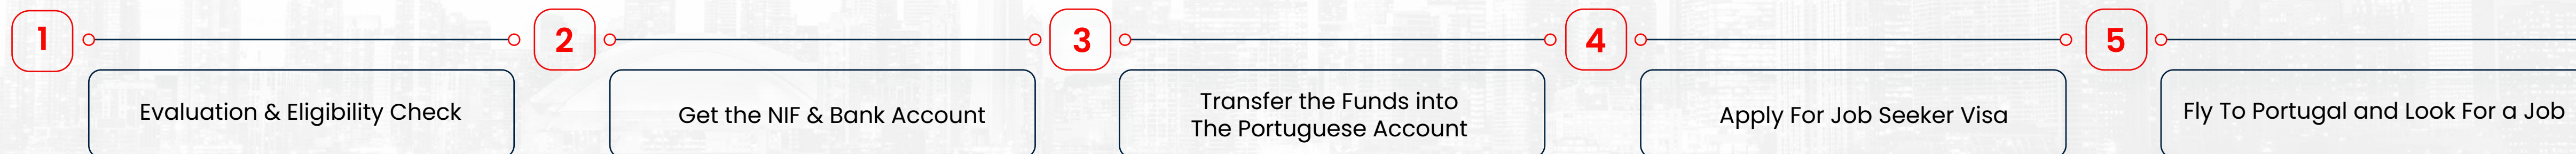 1
2
3
4
5
Evaluation & Eligibility Check
Get the NIF & Bank Account
Transfer the Funds into
The Portuguese Account
Apply For Job Seeker Visa
Fly To Portugal and Look For a Job